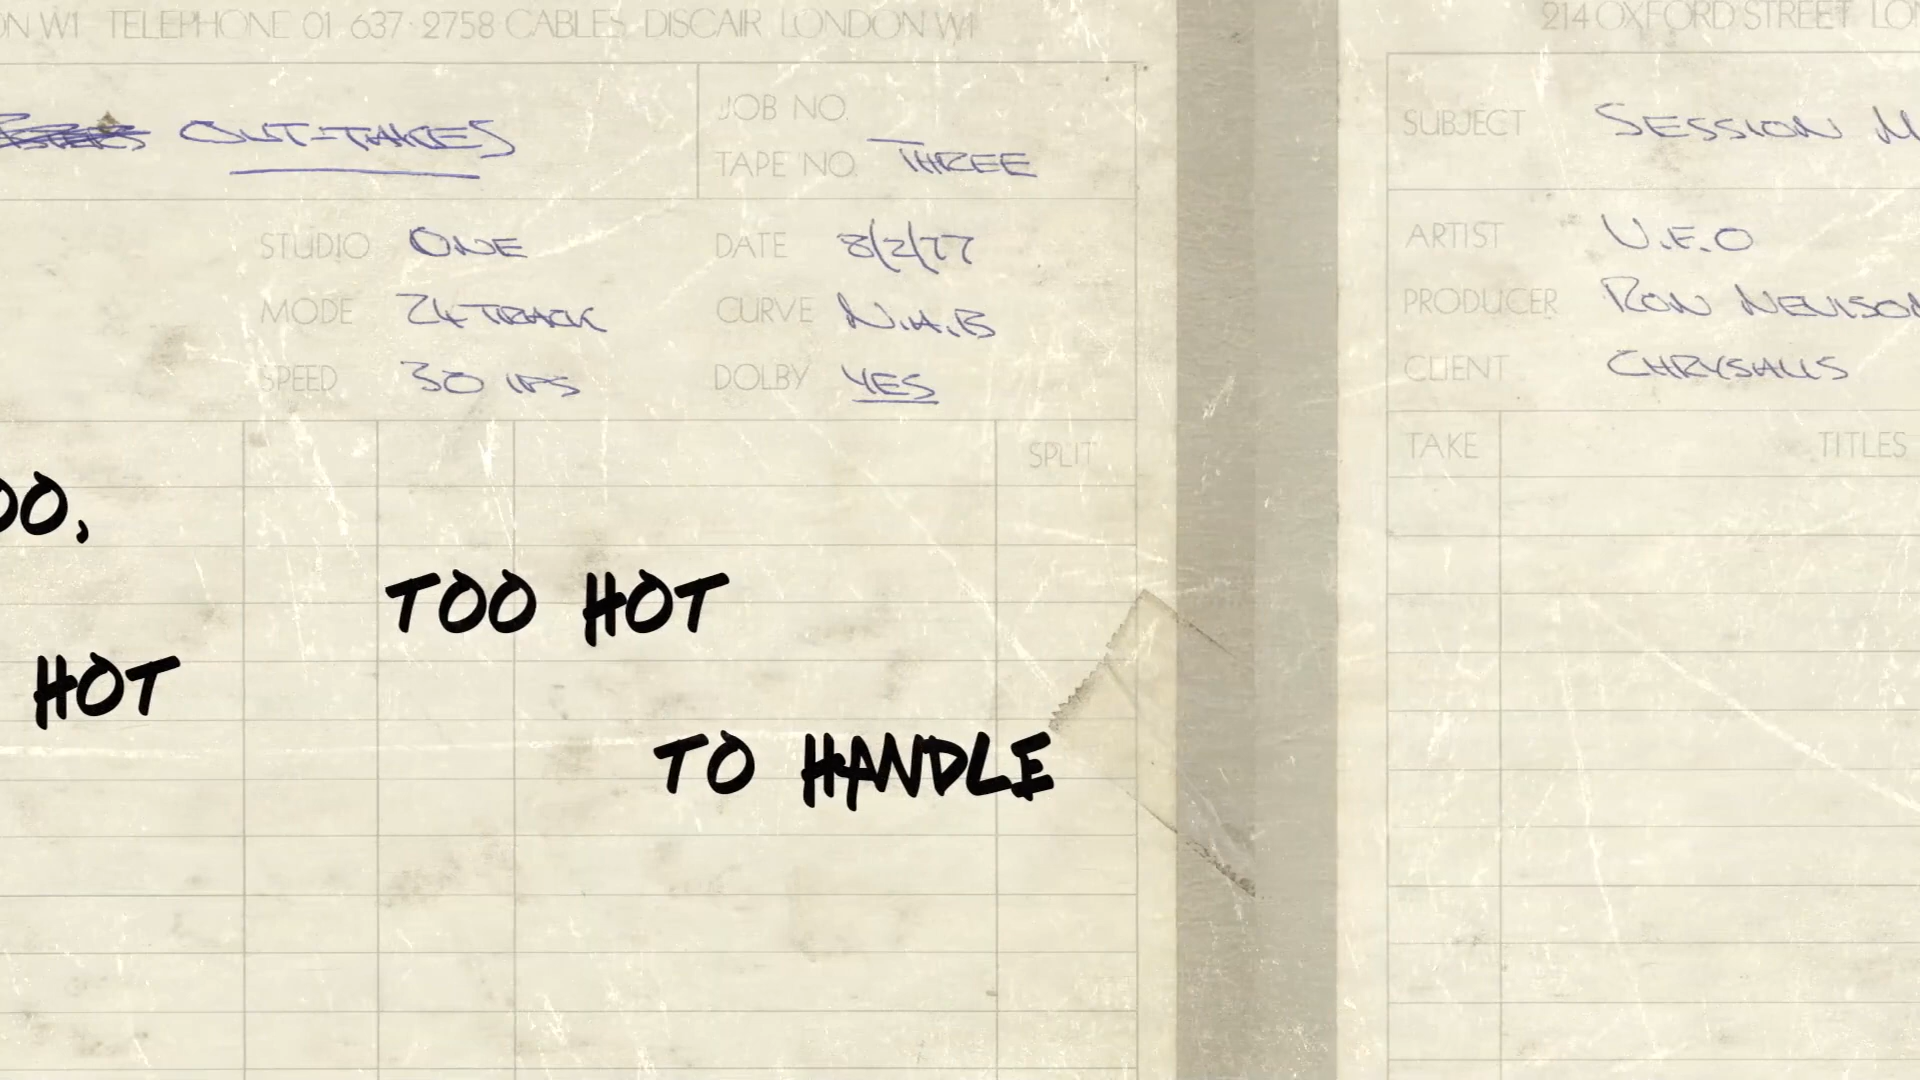 N W1 TELEPHONE 01 637·2758 CABLES DISCAIR LONDON W1
OUT-TAKES
JOB NO.
TAPE NO. THREE
STUDIO ONE
DATE 8/2/77
MODE 24 TRACK
CURVE N.A.B
SPEED 30 IPS
DOLBY YES
SPLIT
OO,
TOO HOT
HOT
TO HANDLE
214 OXFORD STREET LON
SUBJECT SESSION M
ARTIST U.F.O
PRODUCER RON NEVISON
CLIENT CHRYSALIS
TAKE TITLES